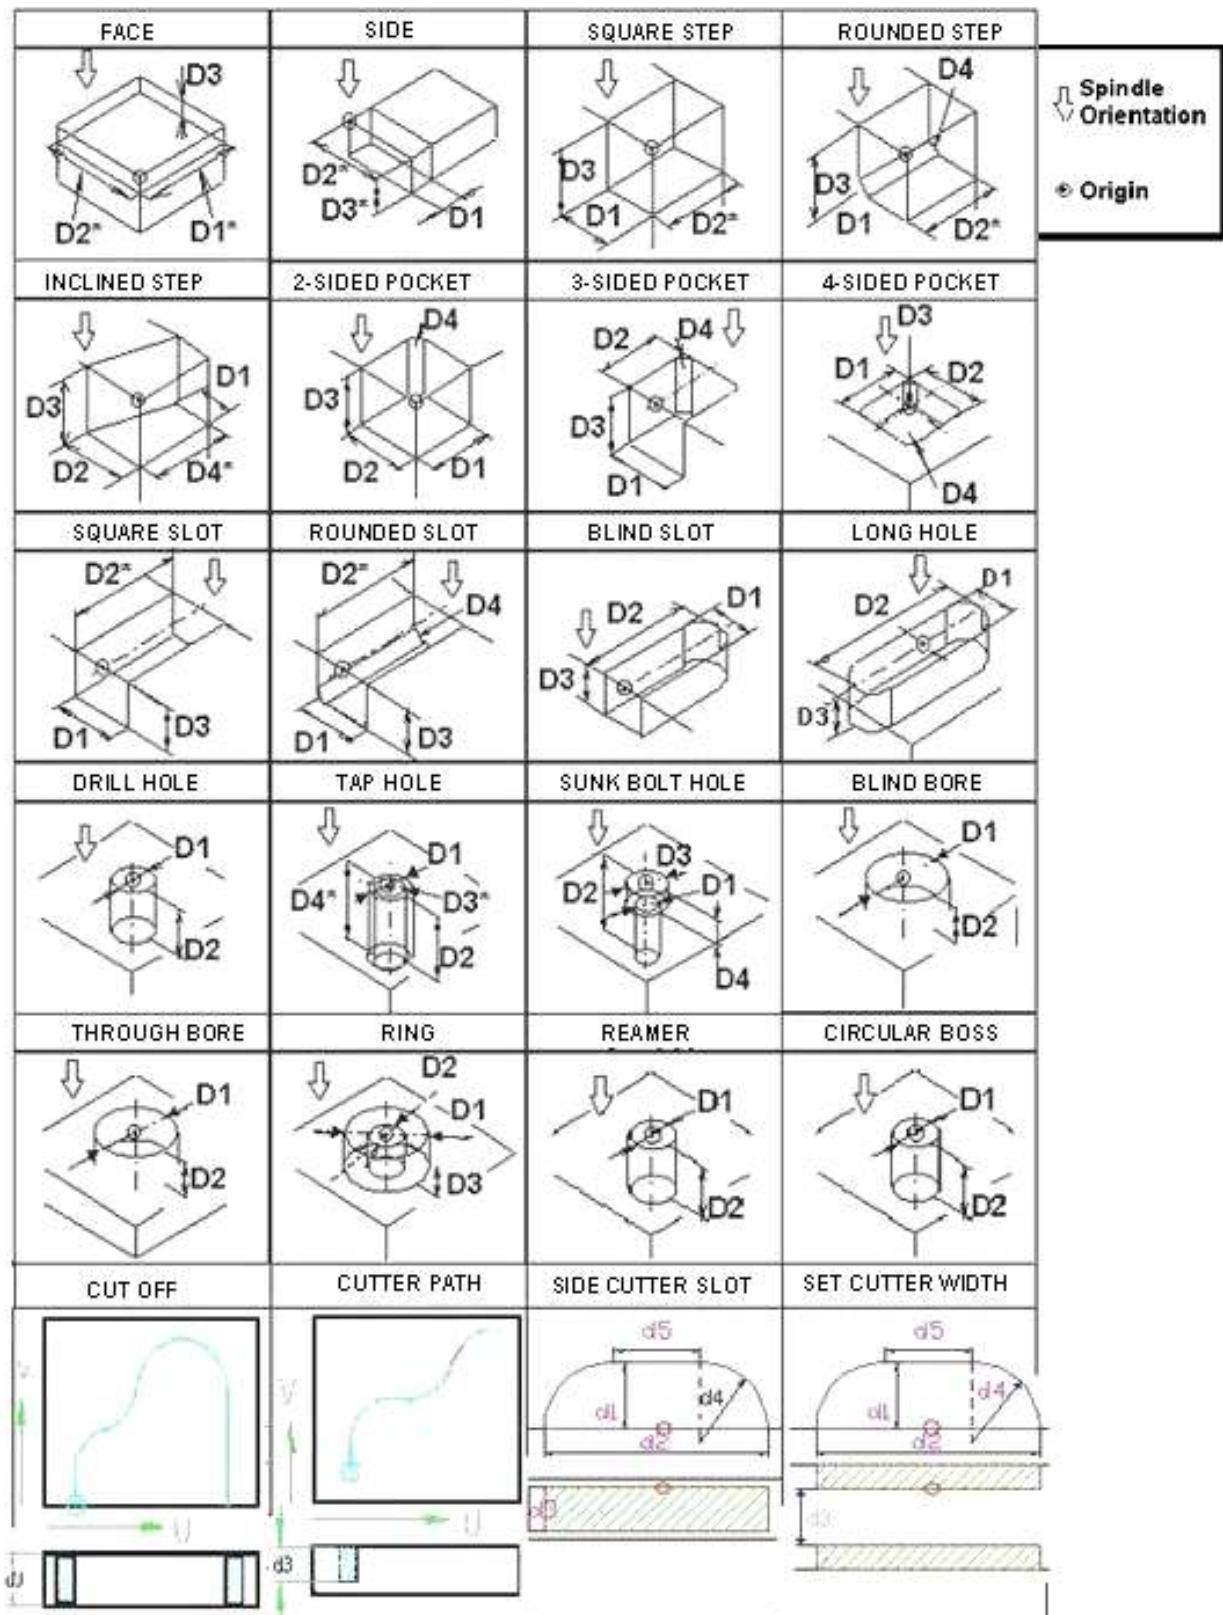 FACE
SIDE
SQUARE STEP
ROUNDED STEP
D3
D2*
D1*
D2*
D3*
D1
D3
D1
D2*
D4
D3
D1
D2*
Spindle
Orientation
Origin
INCLINED STEP
2-SIDED POCKET
3-SIDED POCKET
4-SIDED POCKET
D3
D1
D2
D4*
D4
D3
D2
D1
D2
D4
D3
D1
D3
D1
D2
D4
SQUARE SLOT
ROUNDED SLOT
BLIND SLOT
LONG HOLE
D2*
D1
D3
D2*
D4
D1
D3
D2
D1
D3
D1
D2
D3
DRILL HOLE
TAP HOLE
SUNK BOLT HOLE
BLIND BORE
D1
D2
D1
D4*
D3*
D2
D3
D2
D1
D4
D1
D2
THROUGH BORE
RING
REAMER
CIRCULAR BOSS
D1
D2
D2
D1
D3
D1
D2
D1
D2
CUT OFF
CUTTER PATH
SIDE CUTTER SLOT
SET CUTTER WIDTH
V
U
V
U
d3
d5
d1
d4
d2
d3
d5
d1
d4
d2
d3